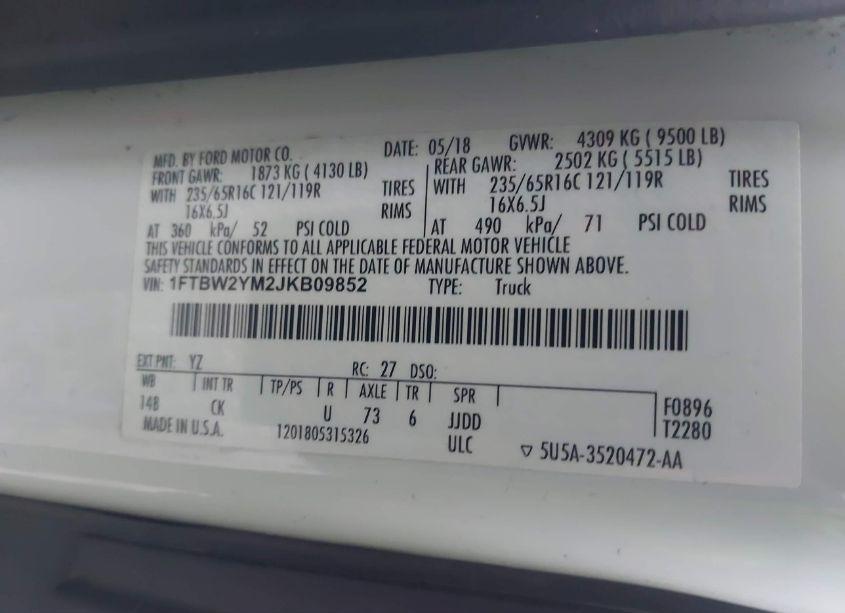 MFD. BY FORD MOTOR CO. DATE: 05/18 GVWR: 4309 KG ( 9500 LB)
FRONT GAWR: 1873 KG ( 4130 LB) REAR GAWR: 2502 KG ( 5515 LB)
WITH 235/65R16C 121/119R TIRES WITH 235/65R16C 121/119R TIRES
16X6.5J RIMS 16X6.5J RIMS
AT 360 kPa/ 52 PSI COLD AT 490 kPa/ 71 PSI COLD
THIS VEHICLE CONFORMS TO ALL APPLICABLE FEDERAL MOTOR VEHICLE
SAFETY STANDARDS IN EFFECT ON THE DATE OF MANUFACTURE SHOWN ABOVE.
VIN: 1FTBW2YM2JKB09852 TYPE: Truck
EXT PNT: YZ RC: 27 DSO:
WB INT TR TP/PS R AXLE TR SPR
148 CK U 73 6 JJDD F0896
MADE IN U.S.A. 1201805315326 ULC T2280
▽ 5U5A-3520472-AA